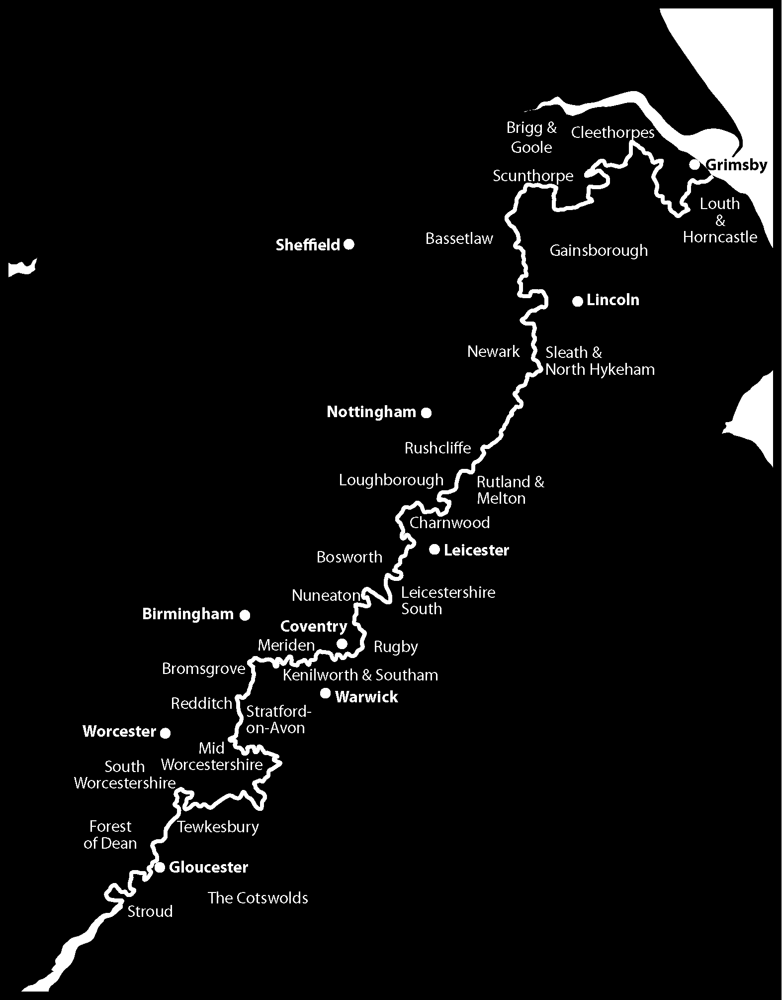 Brigg &
Goole
Cleethorpes
Grimsby
Scunthorpe
Louth
&
Horncastle
Bassetlaw
Sheffield
Gainsborough
Lincoln
Newark
Sleath &
North Hykeham
Nottingham
Rushcliffe
Loughborough
Rutland &
Melton
Charnwood
Leicester
Bosworth
Nuneaton
Leicestershire
South
Birmingham
Coventry
Meriden
Rugby
Bromsgrove
Kenilworth & Southam
Warwick
Redditch
Stratford-
on-Avon
Worcester
Mid
Worcestershire
South
Worcestershire
Forest
of Dean
Tewkesbury
Gloucester
The Cotswolds
Stroud